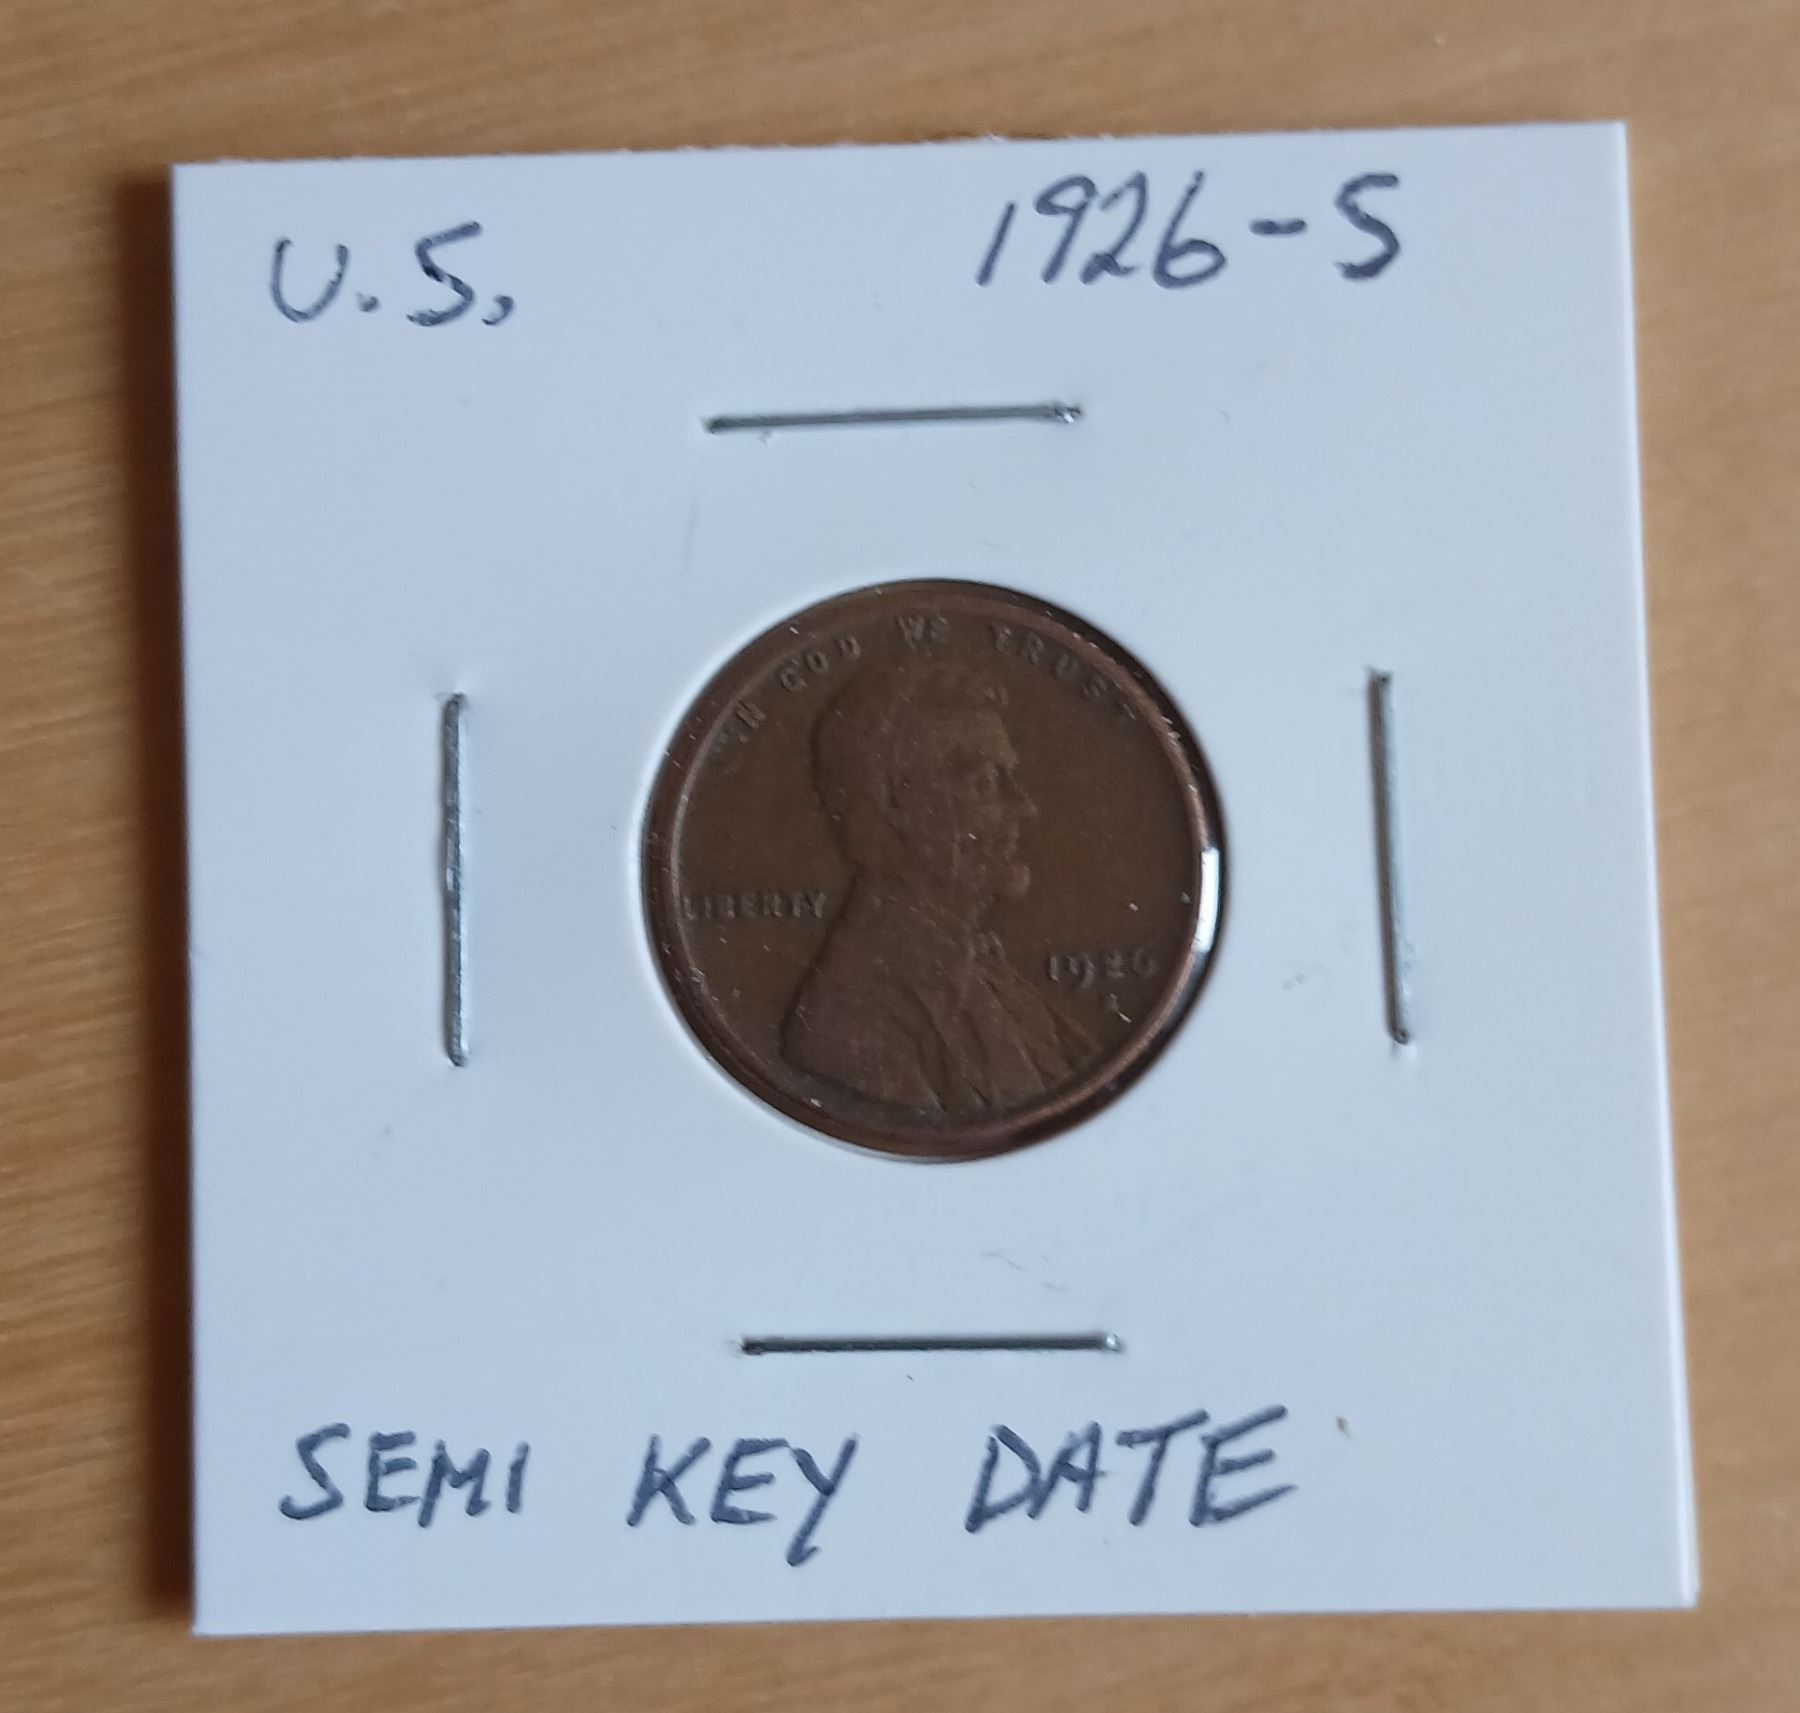 U.S. 1926-S
IN GOD WE TRUST
LIBERTY
1926
SEMI KEY DATE